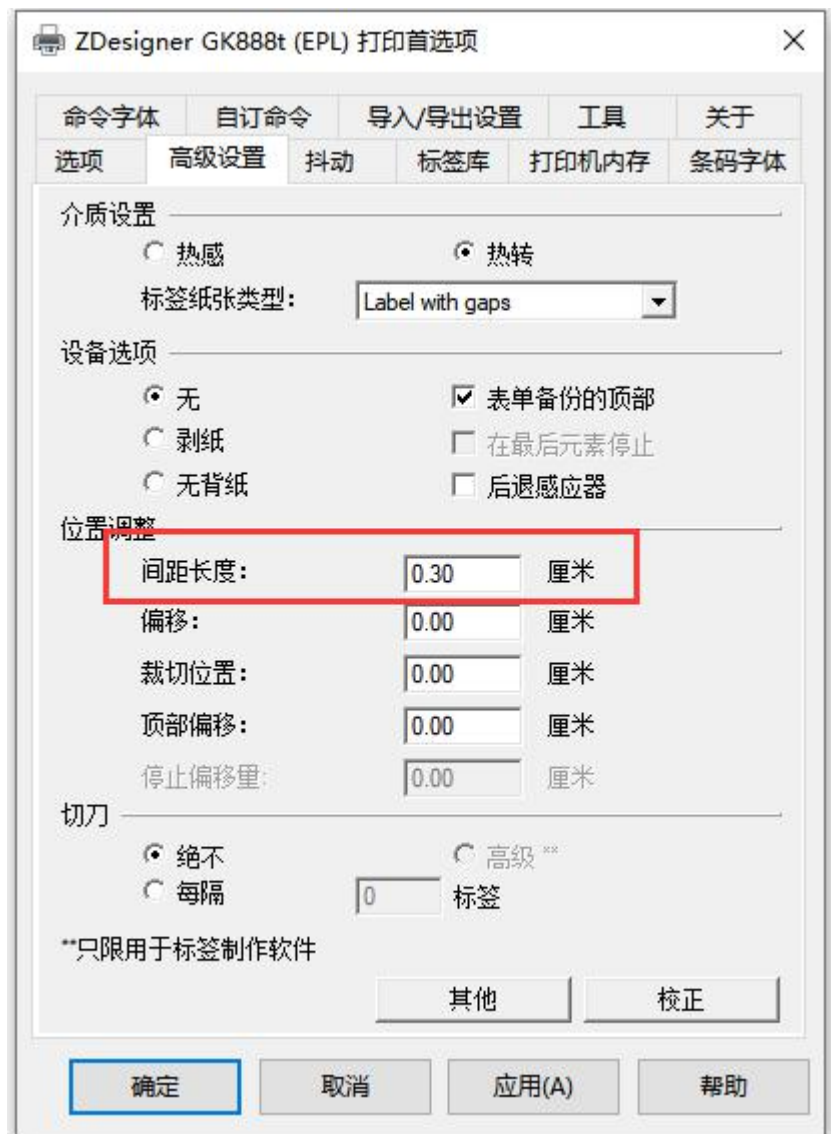 ZDesigner GK888t (EPL) 打印首选项
命令字体 自订命令 导入/导出设置 工具 关于
选项 高级设置 抖动 标签库 打印机内存 条码字体
介质设置
热感 热转
标签纸张类型: Label with gaps
设备选项
无 表单备份的顶部
剥纸 在最后元素停止
无背纸 后退感应器
位置调整
间距长度: 0.30 厘米
偏移: 0.00 厘米
裁切位置: 0.00 厘米
顶部偏移: 0.00 厘米
停止偏移量: 0.00 厘米
切刀
绝不 高级 **
每隔 0 标签
**只限用于标签制作软件
其他 校正
确定 取消 应用(A) 帮助